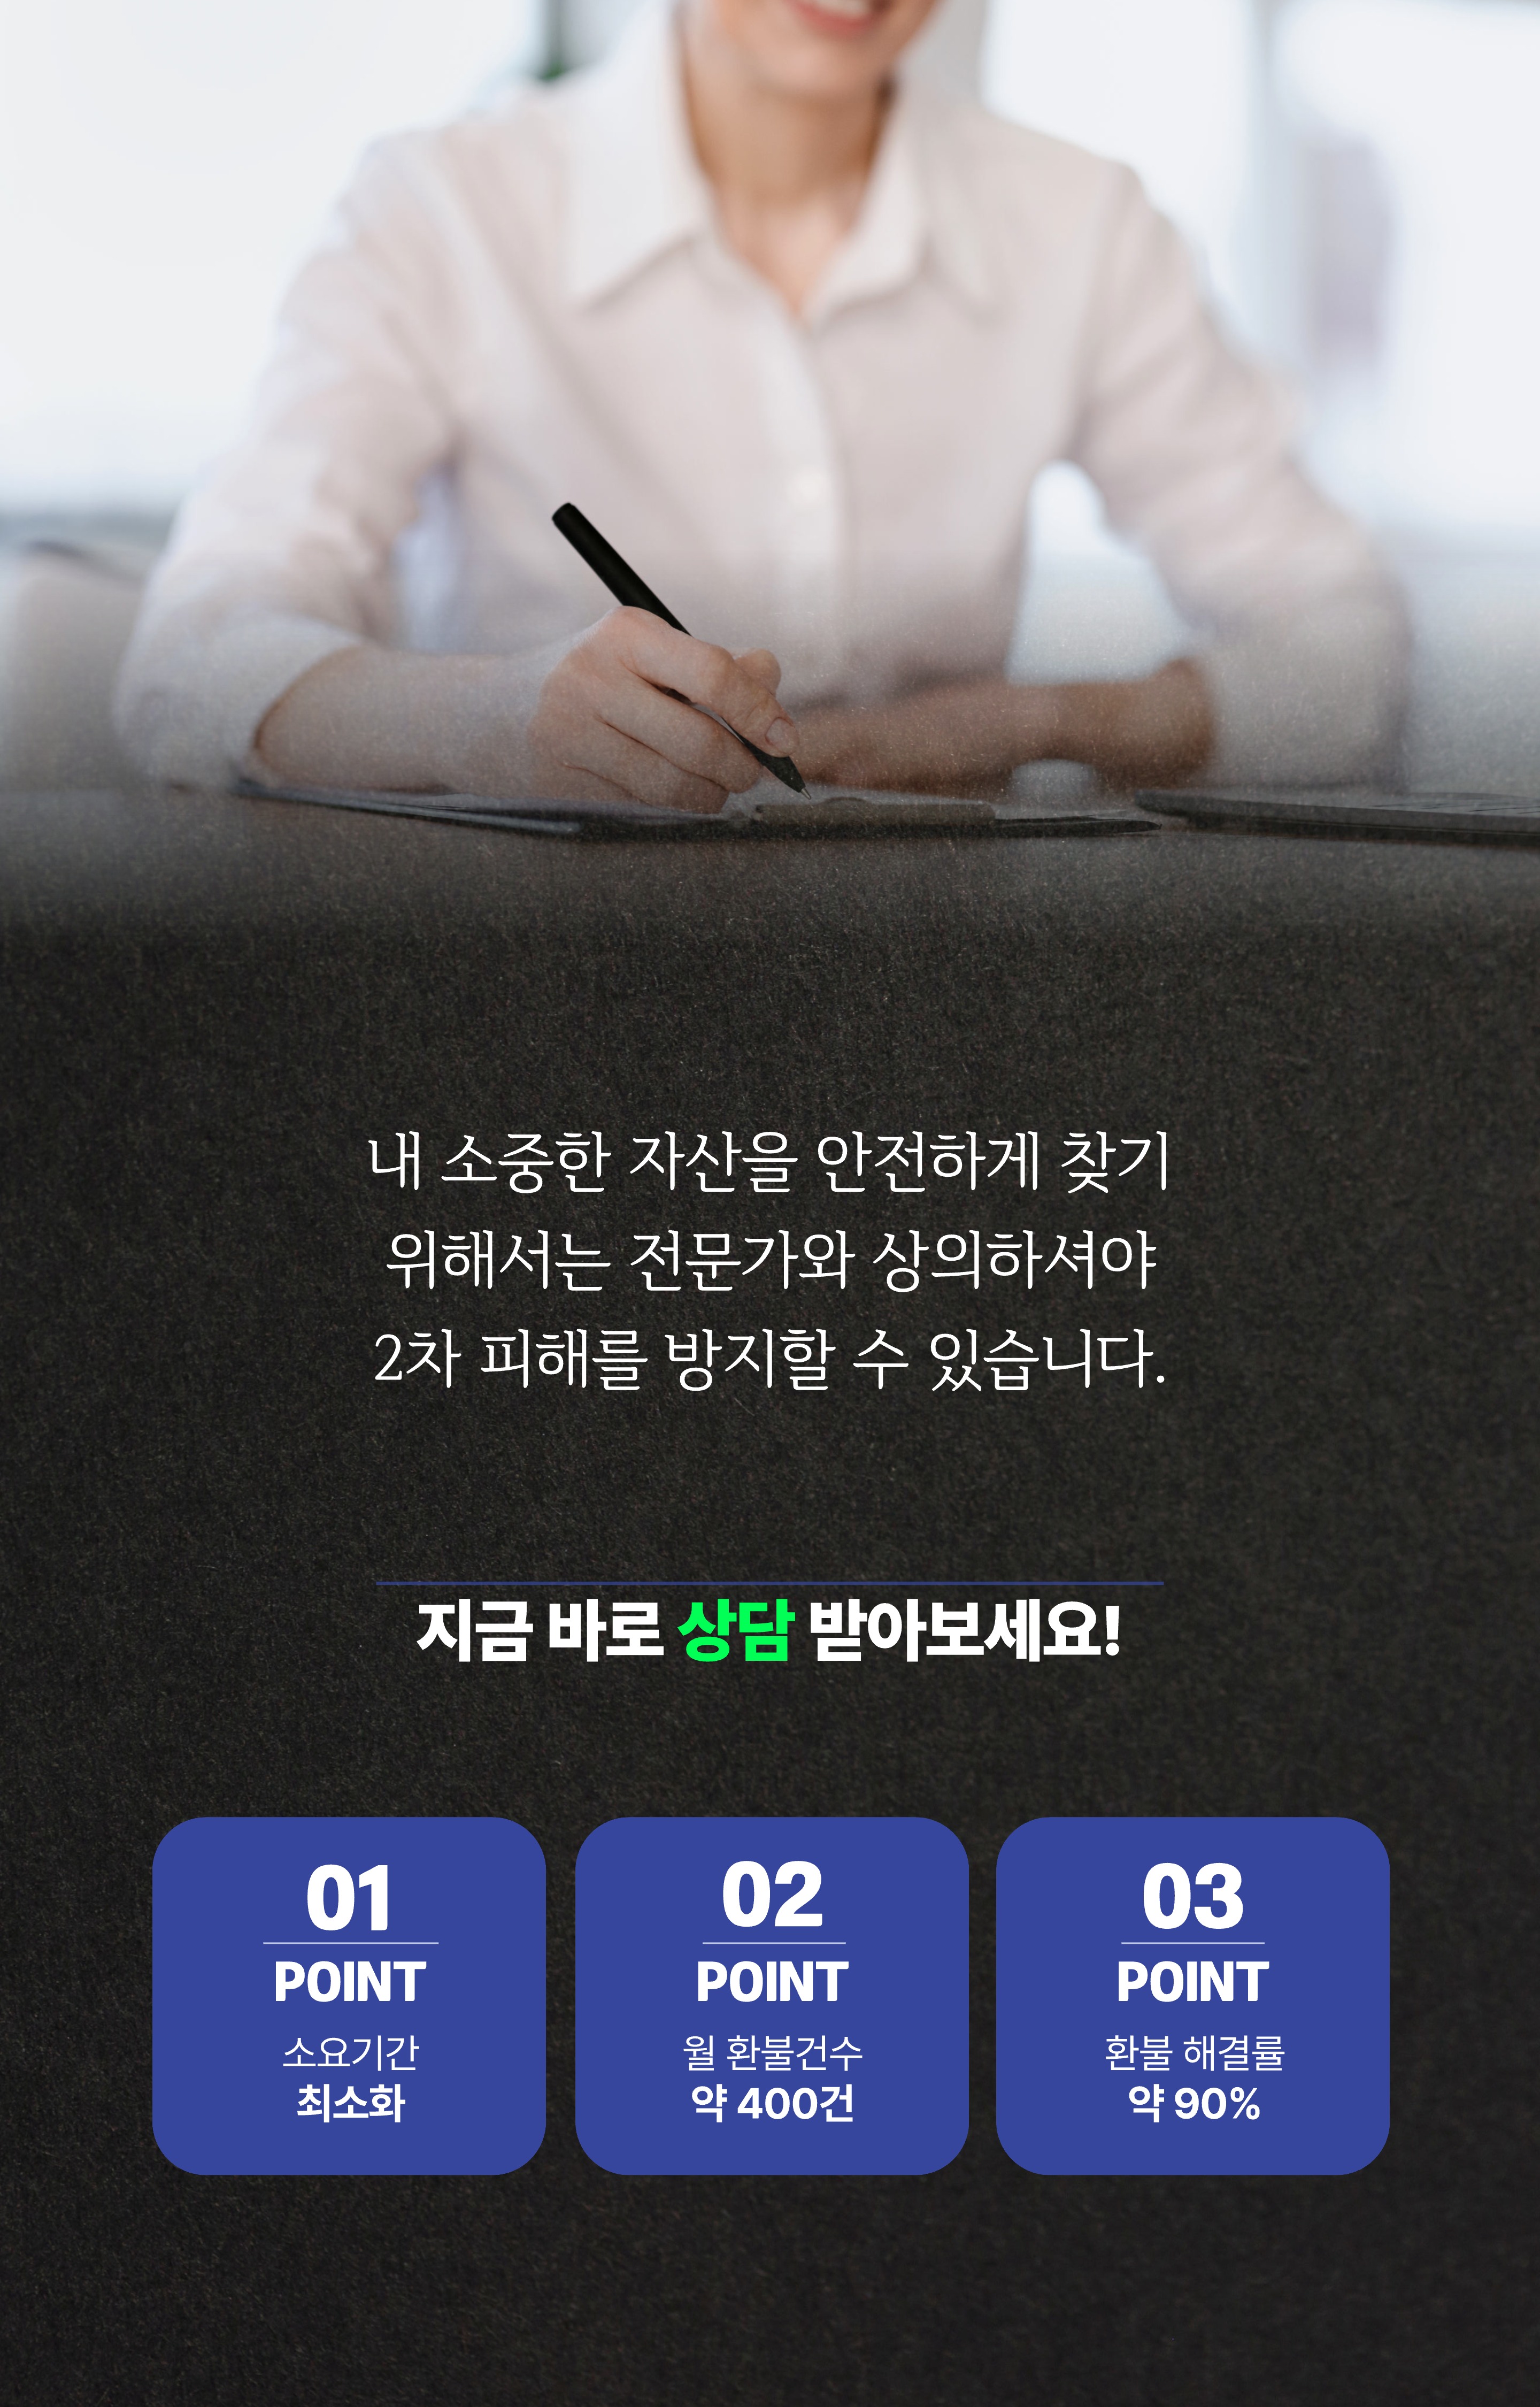 내 소중한 자산을 안전하게 찾기
위해서는 전문가와 상의하셔야
2차 피해를 방지할 수 있습니다.
지금 바로 상담 받아보세요!
01
POINT
소요기간
최소화
02
POINT
월 환불건수
약 400건
03
POINT
환불 해결률
약 90%